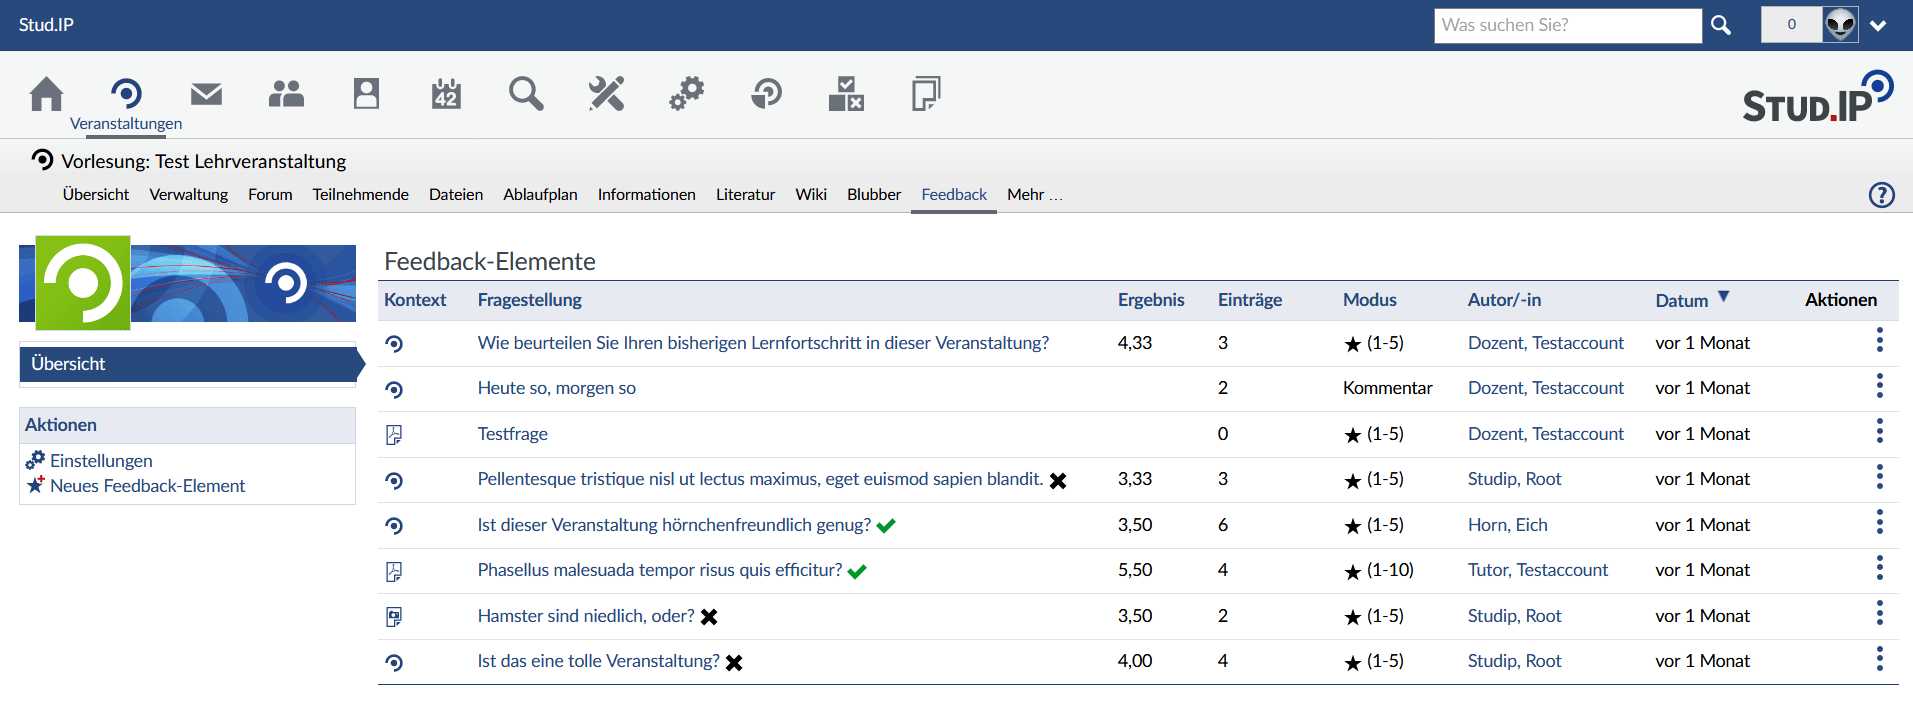 Stud.IP
Was suchen Sie?
0
42
Veranstaltungen
STUD.IP
Vorlesung: Test Lehrveranstaltung
Übersicht Verwaltung Forum Teilnehmende Dateien Ablaufplan Informationen Literatur Wiki Blubber Feedback Mehr ...
?
Übersicht
Aktionen
Einstellungen
Neues Feedback-Element
Feedback-Elemente
Kontext Fragestellung Ergebnis Einträge Modus Autor/-in Datum Aktionen
Wie beurteilen Sie Ihren bisherigen Lernfortschritt in dieser Veranstaltung? 4,33 3 ★ (1-5) Dozent, Testaccount vor 1 Monat
Heute so, morgen so 2 Kommentar Dozent, Testaccount vor 1 Monat
Testfrage 0 ★ (1-5) Dozent, Testaccount vor 1 Monat
Pellentesque tristique nisl ut lectus maximus, eget euismod sapien blandit. 3,33 3 ★ (1-5) Studip, Root vor 1 Monat
Ist dieser Veranstaltung hörnchenfreundlich genug? 3,50 6 ★ (1-5) Horn, Eich vor 1 Monat
Phasellus malesuada tempor risus quis efficitur? 5,50 4 ★ (1-10) Tutor, Testaccount vor 1 Monat
Hamster sind niedlich, oder? 3,50 2 ★ (1-5) Studip, Root vor 1 Monat
Ist das eine tolle Veranstaltung? 4,00 4 ★ (1-5) Studip, Root vor 1 Monat